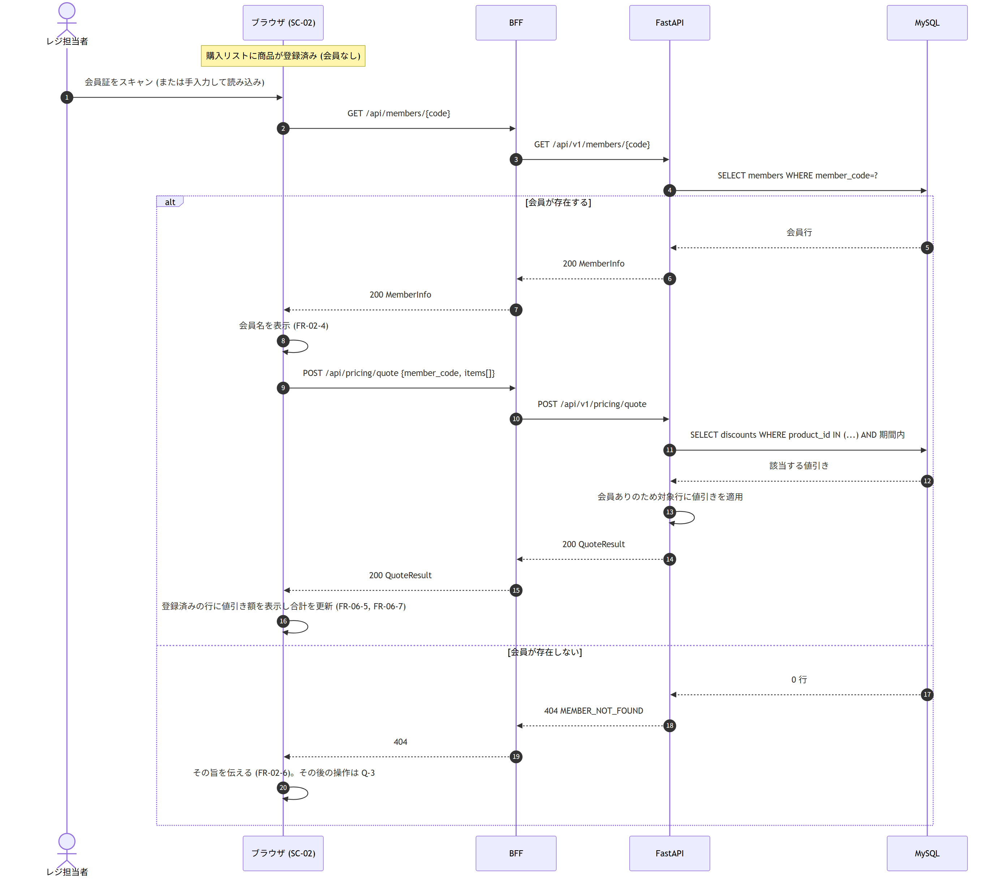 レジ担当者
ブラウザ (SC-02)
BFF
FastAPI
MySQL
購入リストに商品が登録済み (会員なし)
会員証をスキャン (または手入力して読み込み)
1
GET /api/members/{code}
2
GET /api/v1/members/{code}
3
SELECT members WHERE member_code=?
4
alt
[会員が存在する]
会員行
5
200 MemberInfo
6
200 MemberInfo
7
会員名を表示 (FR-02-4)
8
POST /api/pricing/quote {member_code, items[]}
9
POST /api/v1/pricing/quote
10
SELECT discounts WHERE product_id IN (...) AND 期間内
11
該当する値引き
12
会員ありのため対象行に値引きを適用
13
200 QuoteResult
14
200 QuoteResult
15
登録済みの行に値引き額を表示し合計を更新 (FR-06-5, FR-06-7)
16
[会員が存在しない]
0 行
17
404 MEMBER_NOT_FOUND
18
404
19
その旨を伝える (FR-02-6)。その後の操作は Q-3
20
レジ担当者
ブラウザ (SC-02)
BFF
FastAPI
MySQL